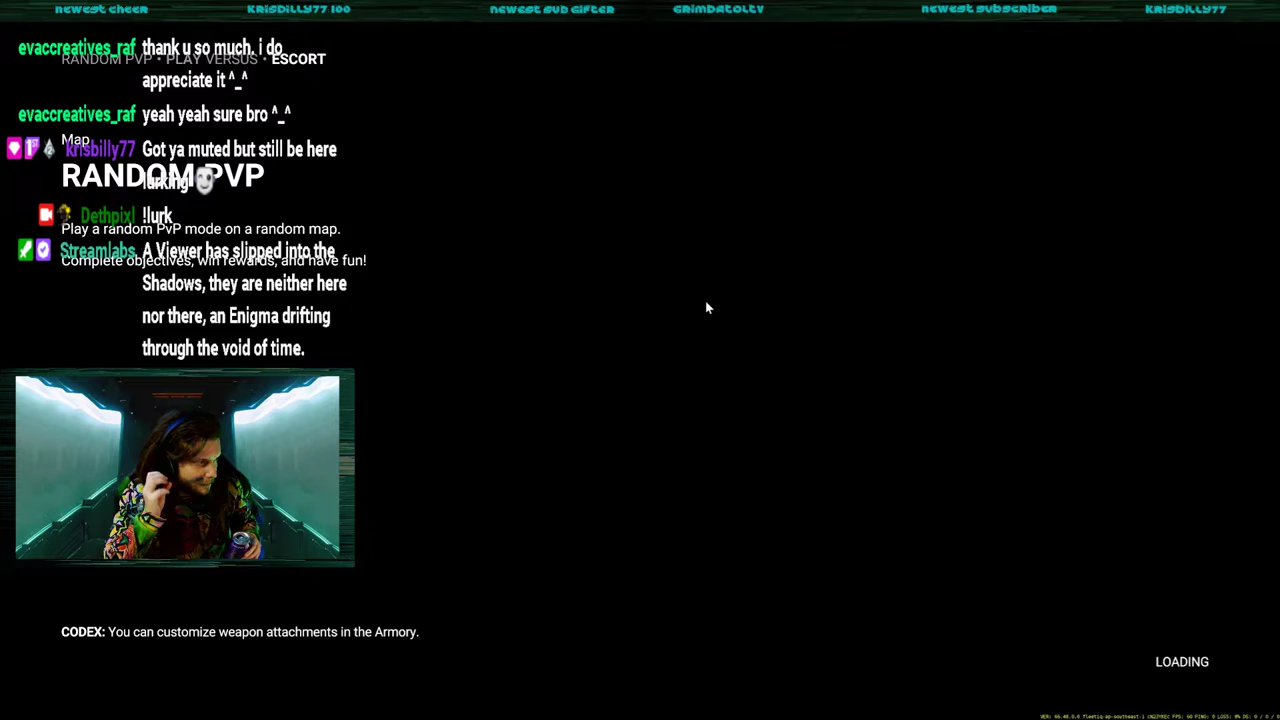 newest cheer KRISBILLY77 100 newest sub gifter GRIMBATOLTV newest subscriber KRISBILLY77
evaccreatives_raf thank u so much. i do
RANDOM PVP • PLAY VERSUS • ESCORT
appreciate it ^_^
evaccreatives_raf yeah yeah sure bro ^_^
Map
krisbilly77 Got ya muted but still be here
lurking
RANDOM PVP
Dethpixl !lurk
Play a random PvP mode on a random map.
Streamlabs A Viewer has slipped into the
Complete objectives, win rewards, and have fun!
Shadows, they are neither here
nor there, an Enigma drifting
through the void of time.
CODEX: You can customize weapon attachments in the Armory.
LOADING